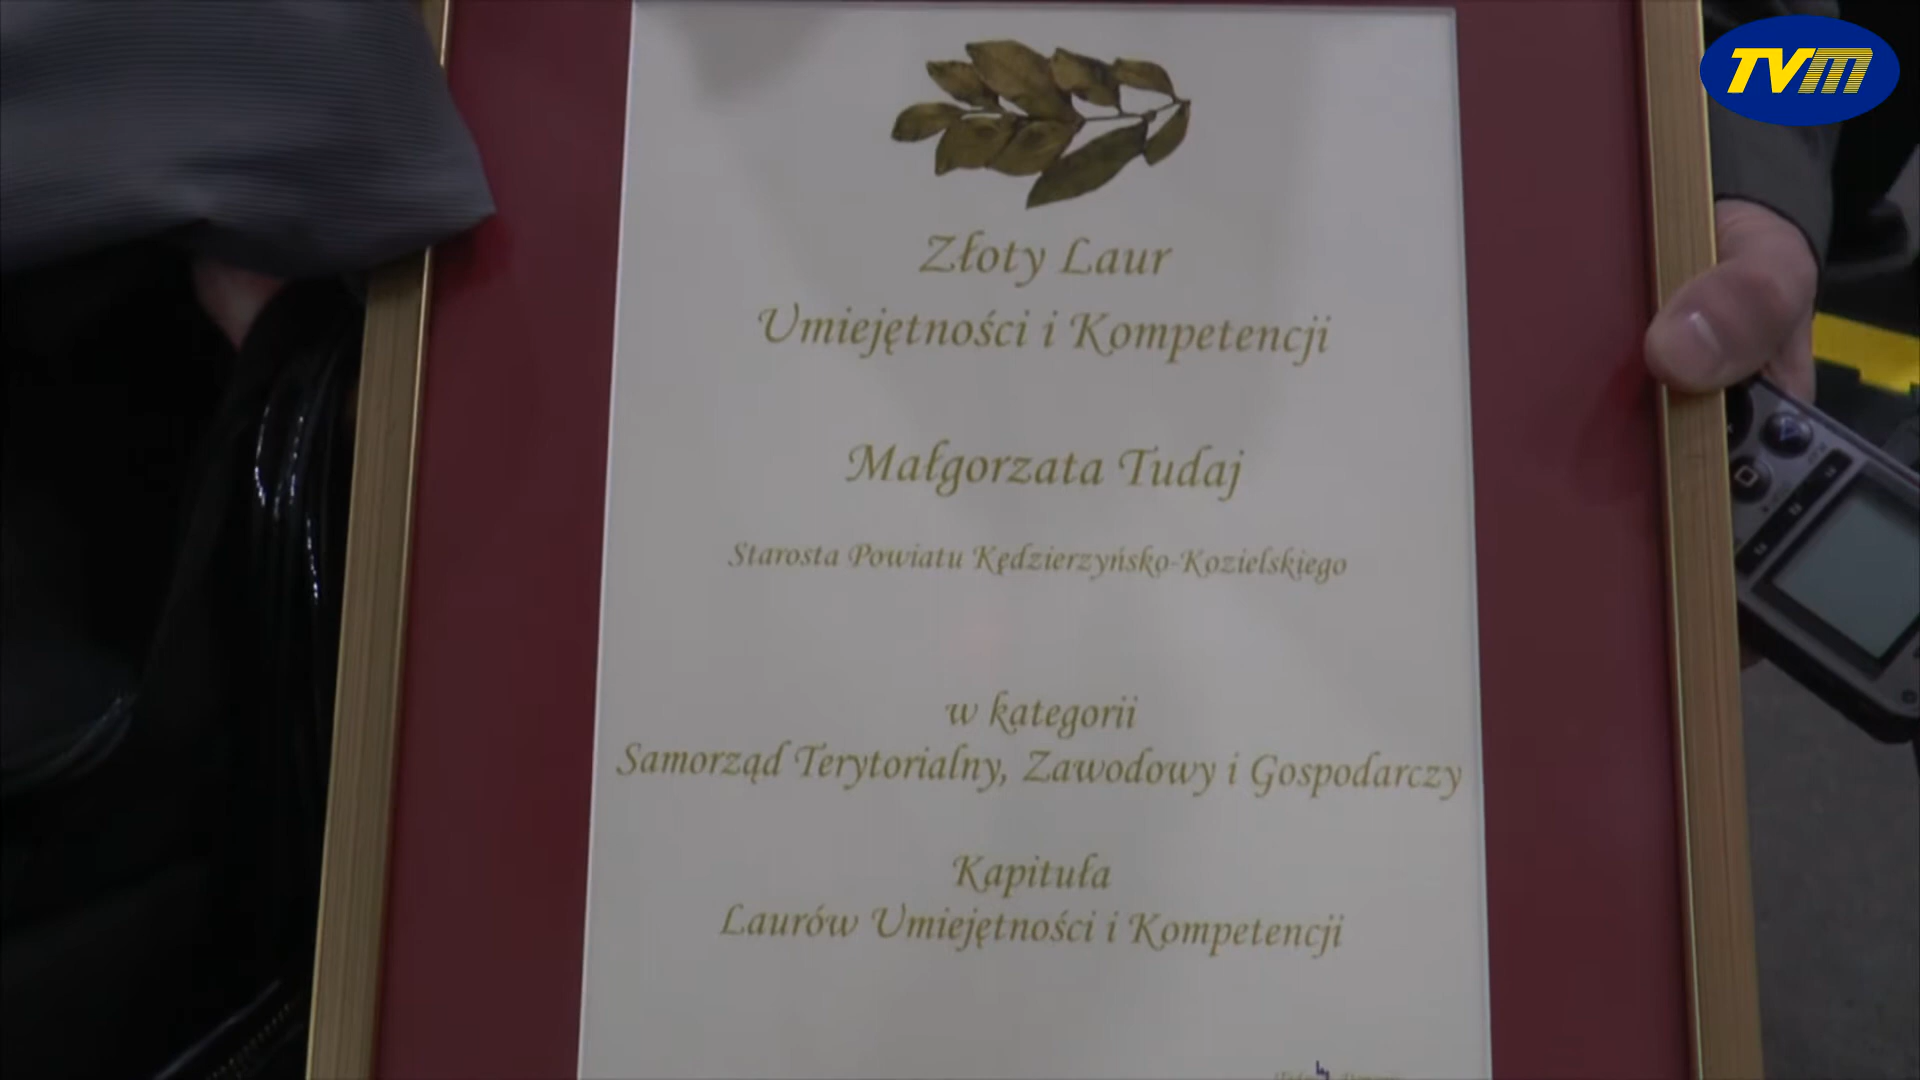 TVM
Złoty Laur
Umiejętności i Kompetencji
Małgorzata Tudaj
Starosta Powiatu Kędzierzyńsko-Kozielskiego
w kategorii
Samorząd Terytorialny, Zawodowy i Gospodarczy
Kapituła
Laurów Umiejętności i Kompetencji